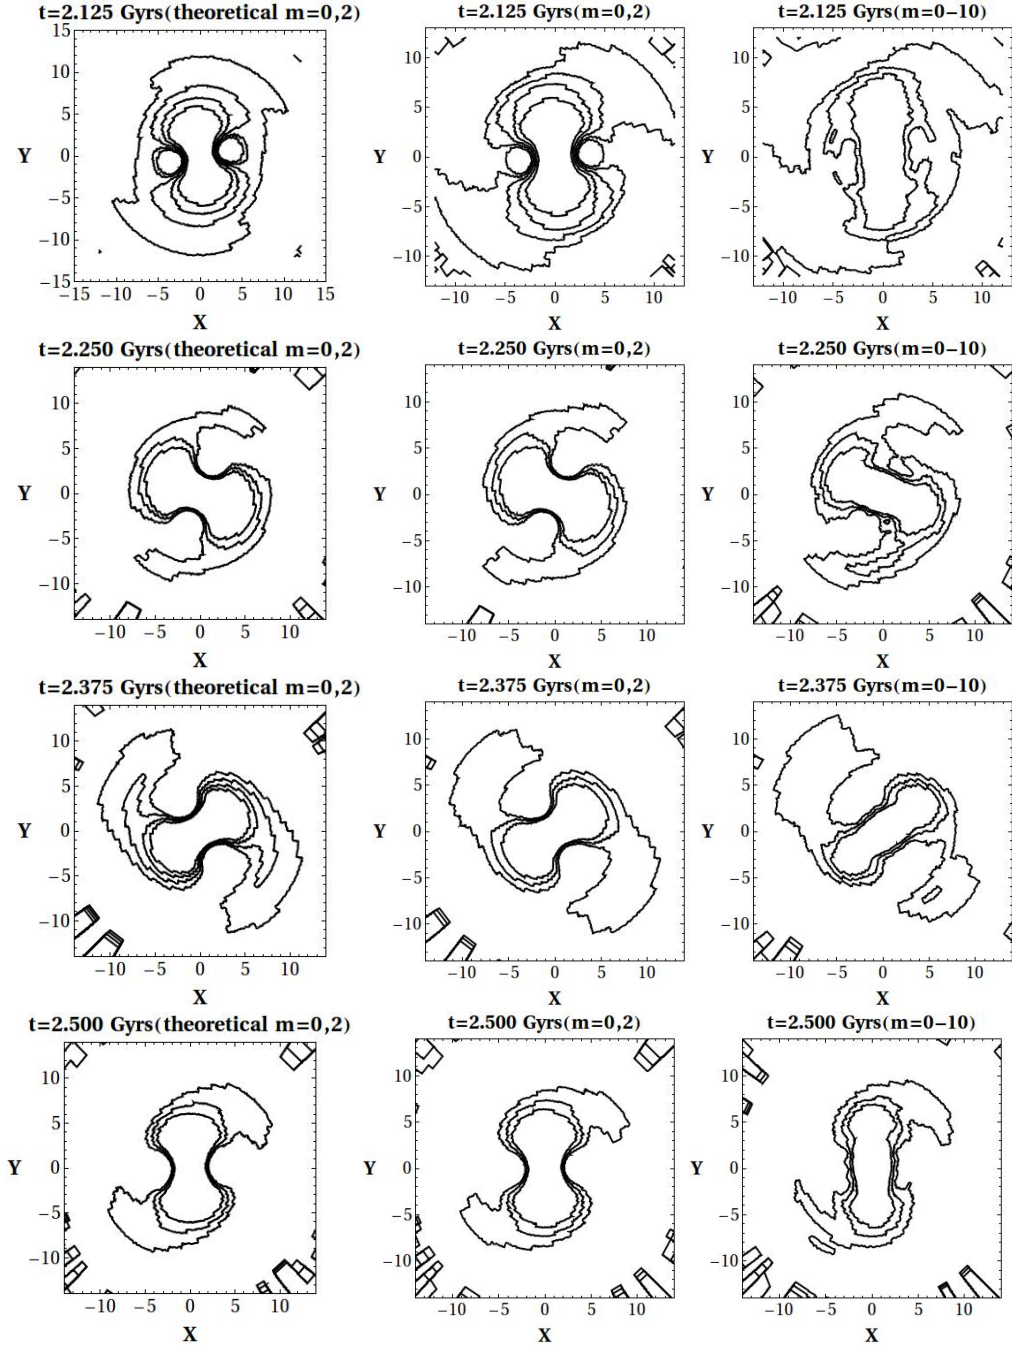 t=2.125 Gyrs(theoretical m=0,2)
t=2.125 Gyrs(m=0,2)
t=2.125 Gyrs(m=0-10)
15
10
5
0
−5
−10
−15
Y
−15 −10 −5 0 5 10 15
X
10
5
0
−5
−10
Y
−10 −5 0 5 10
X
10
5
0
−5
−10
Y
−10 −5 0 5 10
X
t=2.250 Gyrs(theoretical m=0,2)
t=2.250 Gyrs(m=0,2)
t=2.250 Gyrs(m=0-10)
10
5
0
−5
−10
Y
−10 −5 0 5 10
X
10
5
0
−5
−10
Y
−10 −5 0 5 10
X
10
5
0
−5
−10
Y
−10 −5 0 5 10
X
t=2.375 Gyrs(theoretical m=0,2)
t=2.375 Gyrs(m=0,2)
t=2.375 Gyrs(m=0-10)
10
5
0
−5
−10
Y
−10 −5 0 5 10
X
10
5
0
−5
−10
Y
−10 −5 0 5 10
X
10
5
0
−5
−10
Y
−10 −5 0 5 10
X
t=2.500 Gyrs(theoretical m=0,2)
t=2.500 Gyrs(m=0,2)
t=2.500 Gyrs(m=0-10)
10
5
0
−5
−10
Y
−10 −5 0 5 10
X
10
5
0
−5
−10
Y
−10 −5 0 5 10
X
10
5
0
−5
−10
Y
−10 −5 0 5 10
X